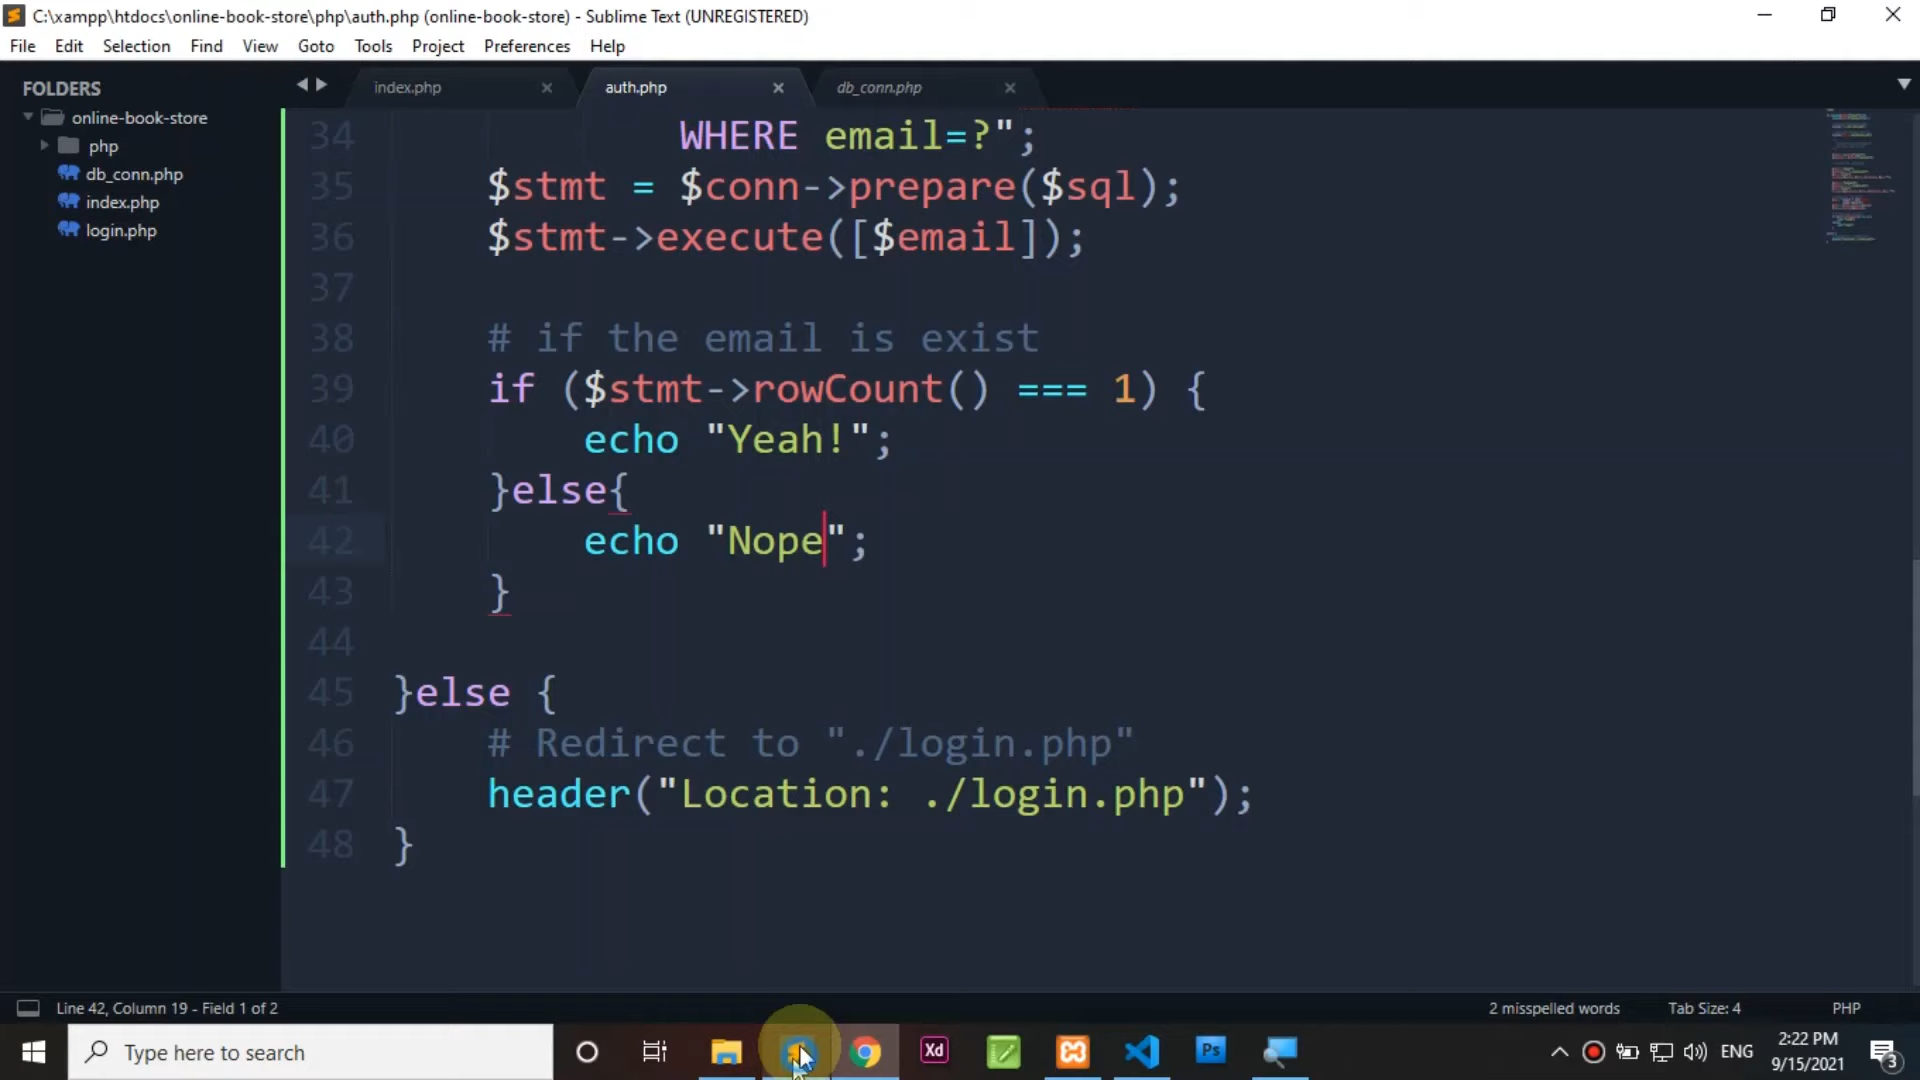 C:\xampp\htdocs\online-book-store\php\auth.php (online-book-store) - Sublime Text (UNREGISTERED)
File Edit Selection Find View Goto Tools Project Preferences Help
FOLDERS
online-book-store
php
db_conn.php
index.php
login.php
index.php auth.php db_conn.php
34 WHERE email=?";
35 $stmt = $conn->prepare($sql);
36 $stmt->execute([$email]);
37
38 # if the email is exist
39 if ($stmt->rowCount() === 1) {
40 echo "Yeah!";
41 }else{
42 echo "Nope";
43 }
44
45 }else {
46 # Redirect to "./login.php"
47 header("Location: ./login.php");
48 }
Line 42, Column 19 - Field 1 of 2 2 misspelled words Tab Size: 4 PHP
Type here to search
Xd
Ps
ENG
2:22 PM
9/15/2021
3